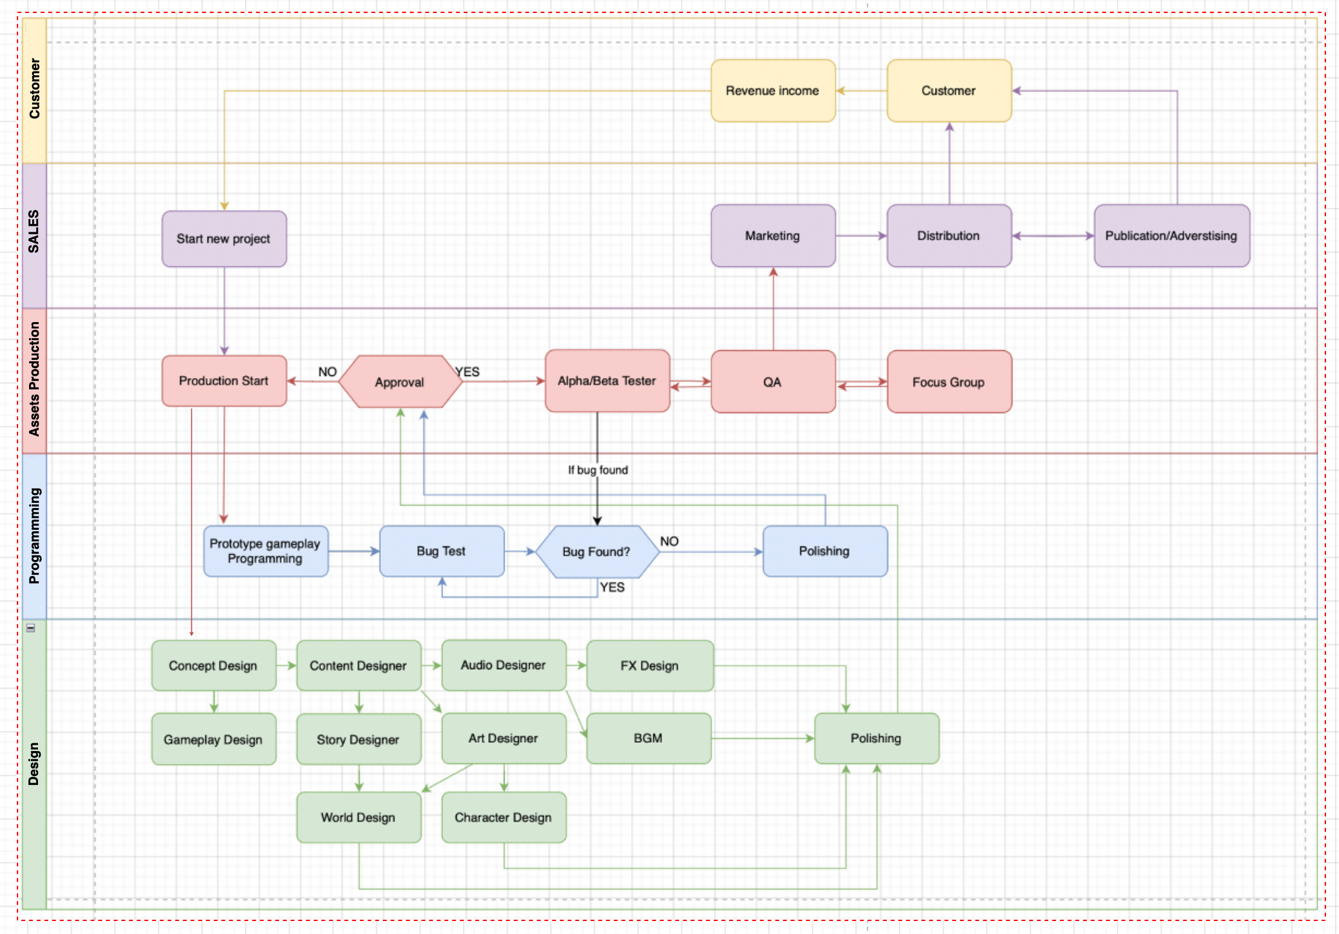 Customer
Revenue income
Customer
SALES
Start new project
Marketing
Distribution
Publication/Adverstising
Assets Production
Production Start
NO
Approval
YES
Alpha/Beta Tester
QA
Focus Group
If bug found
Programmming
Prototype gameplay
Programming
Bug Test
Bug Found?
NO
YES
Polishing
Design
Concept Design
Content Designer
Audio Designer
FX Design
Gameplay Design
Story Designer
Art Designer
BGM
Polishing
World Design
Character Design